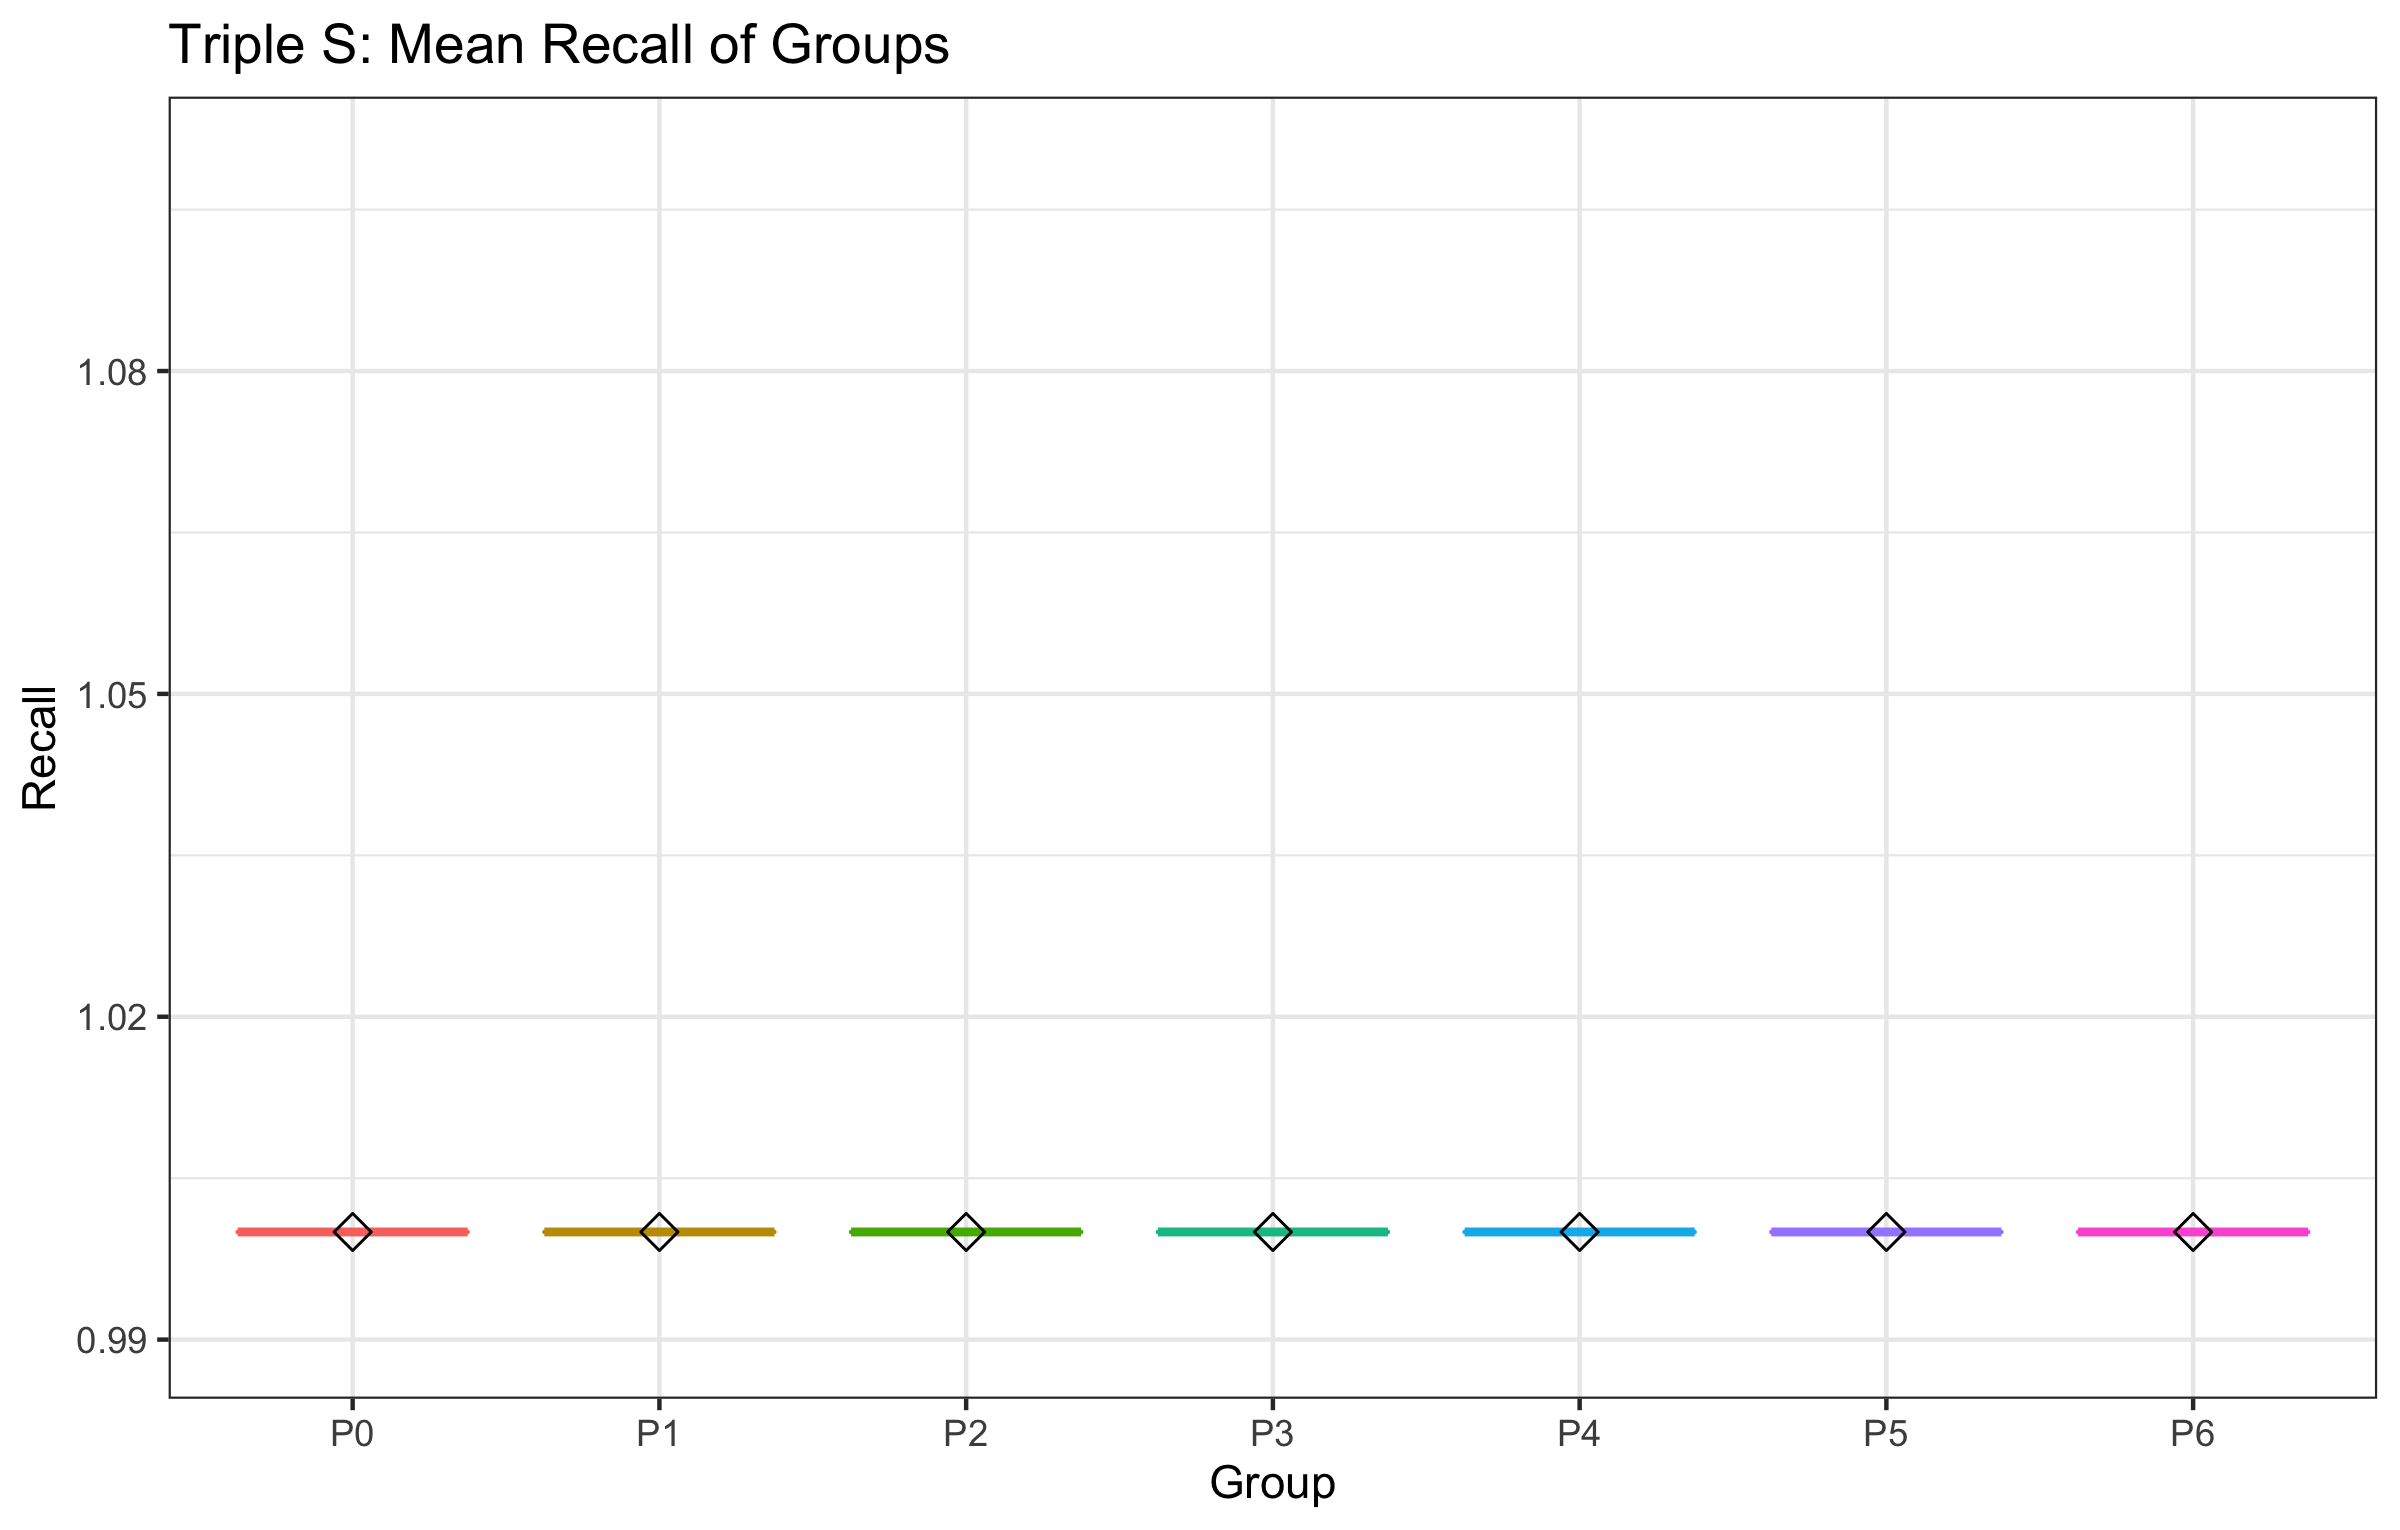 Triple S: Mean Recall of Groups
1.08
1.05
1.02
0.99
Recall
P0 P1 P2 P3 P4 P5 P6
Group